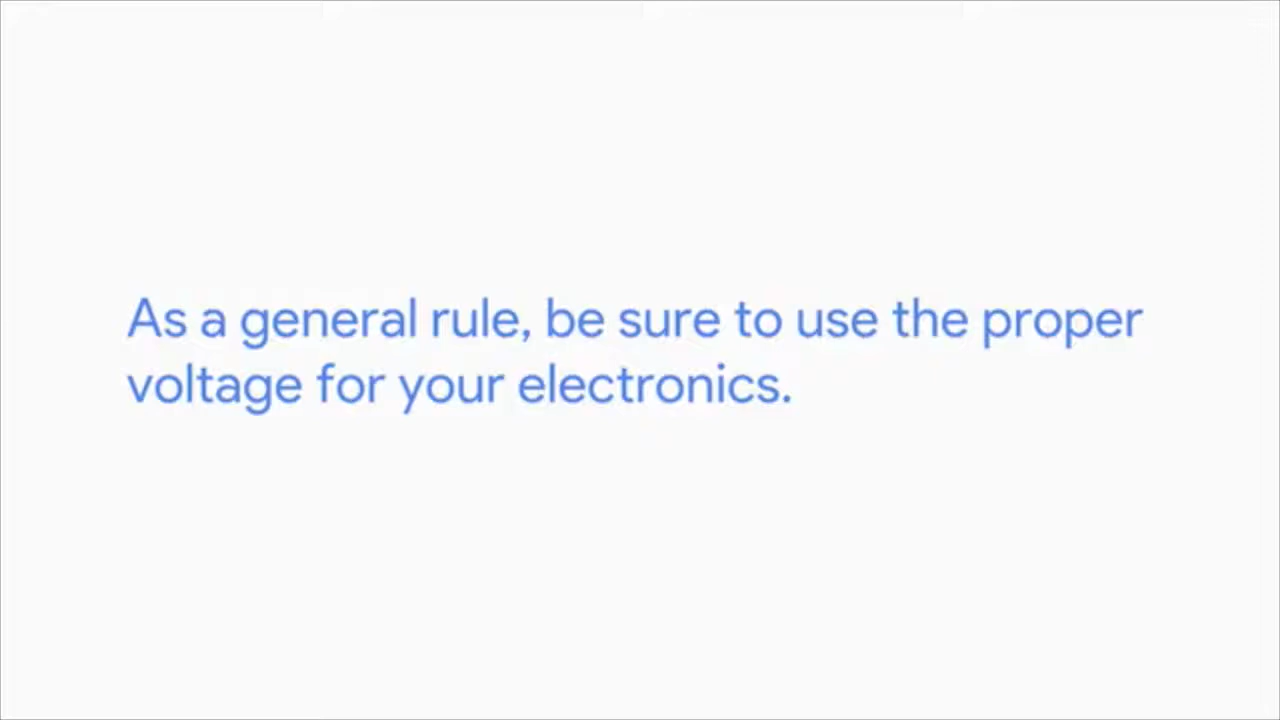 As a general rule, be sure to use the proper
voltage for your electronics.